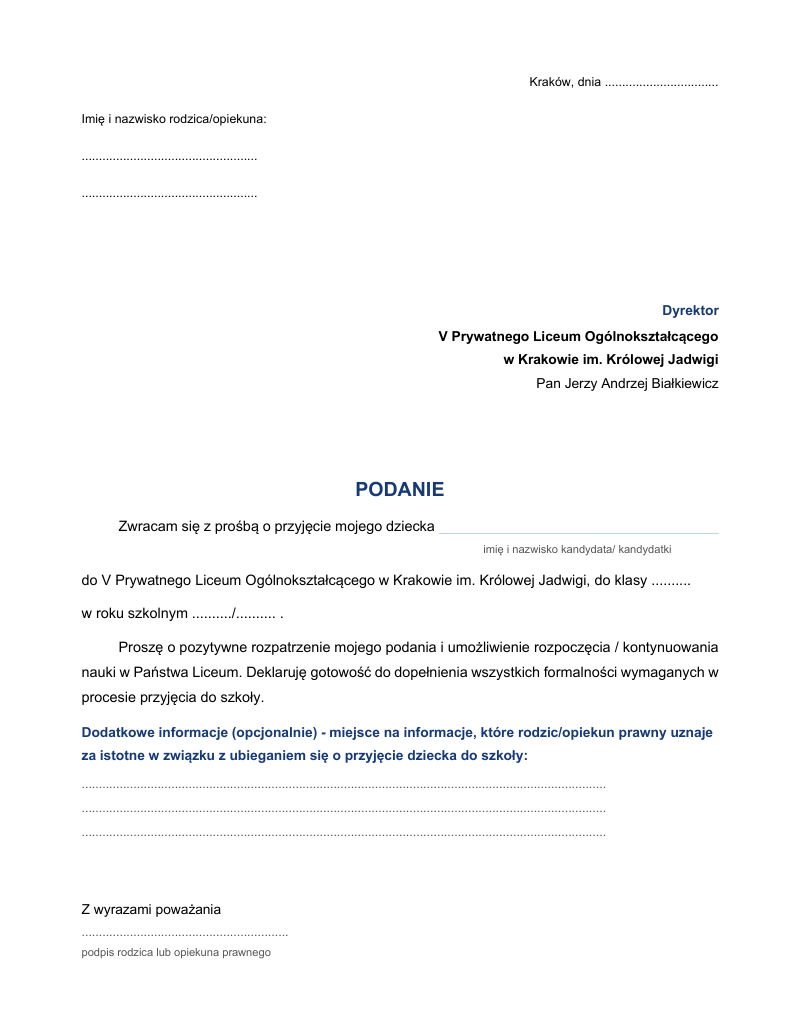 Kraków, dnia .................................
Imię i nazwisko rodzica/opiekuna:
...................................................
...................................................
Dyrektor
V Prywatnego Liceum Ogólnokształcącego
w Krakowie im. Królowej Jadwigi
Pan Jerzy Andrzej Białkiewicz
PODANIE
Zwracam się z prośbą o przyjęcie mojego dziecka ___________________________________
imię i nazwisko kandydata/ kandydatki
do V Prywatnego Liceum Ogólnokształcącego w Krakowie im. Królowej Jadwigi, do klasy ..........
w roku szkolnym ........../.......... .
Proszę o pozytywne rozpatrzenie mojego podania i umożliwienie rozpoczęcia / kontynuowania
nauki w Państwa Liceum. Deklaruję gotowość do dopełnienia wszystkich formalności wymaganych w
procesie przyjęcia do szkoły.
Dodatkowe informacje (opcjonalnie) - miejsce na informacje, które rodzic/opiekun prawny uznaje
za istotne w związku z ubieganiem się o przyjęcie dziecka do szkoły:
........................................................................................................................................................
........................................................................................................................................................
........................................................................................................................................................
Z wyrazami poważania
............................................................
podpis rodzica lub opiekuna prawnego